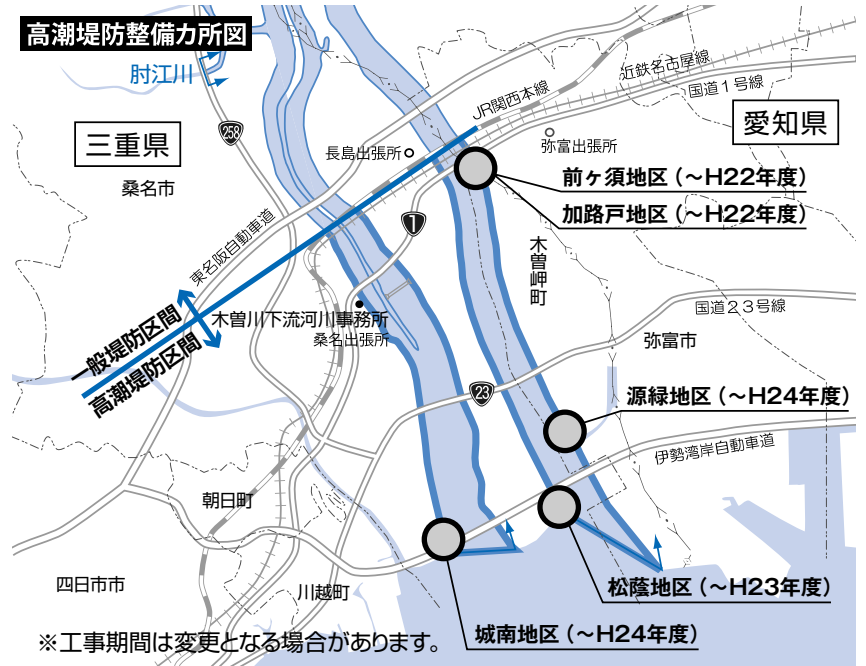 高潮堤防整備カ所図
肘江川
近鉄名古屋線
国道1号線
JR関西本線
258
三重県
愛知県
長島出張所
弥富出張所
桑名市
前ヶ須地区(〜H22年度)
加路戸地区(〜H22年度)
1
東名阪自動車道
木曽岬町
一般堤防区間
高潮堤防区間
木曽川下流河川事務所
桑名出張所
国道23号線
弥富市
23
源緑地区(〜H24年度)
伊勢湾岸自動車道
朝日町
四日市市
川越町
松蔭地区(〜H23年度)
城南地区(〜H24年度)
※工事期間は変更となる場合があります。